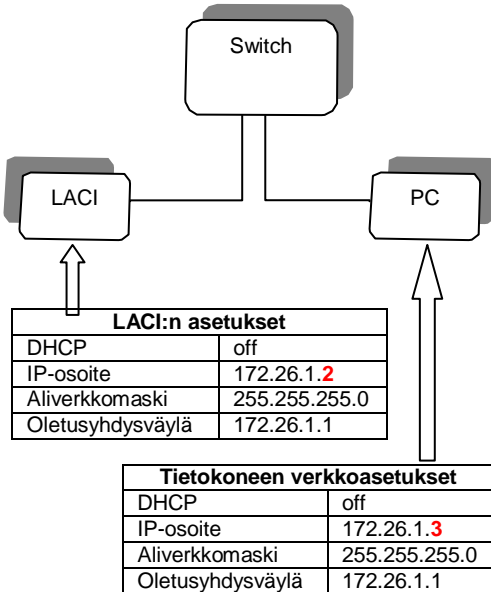 Switch
LACI
PC
LACI:n asetukset
DHCP off
IP-osoite 172.26.1.2
Aliverkkomaski 255.255.255.0
Oletusyhdysväylä 172.26.1.1
Tietokoneen verkkoasetukset
DHCP off
IP-osoite 172.26.1.3
Aliverkkomaski 255.255.255.0
Oletusyhdysväylä 172.26.1.1